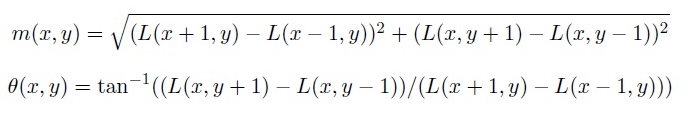 m(x, y) = √(L(x + 1, y) − L(x − 1, y))² + (L(x, y + 1) − L(x, y − 1))²
θ(x, y) = tan⁻¹((L(x, y + 1) − L(x, y − 1))/(L(x + 1, y) − L(x − 1, y)))